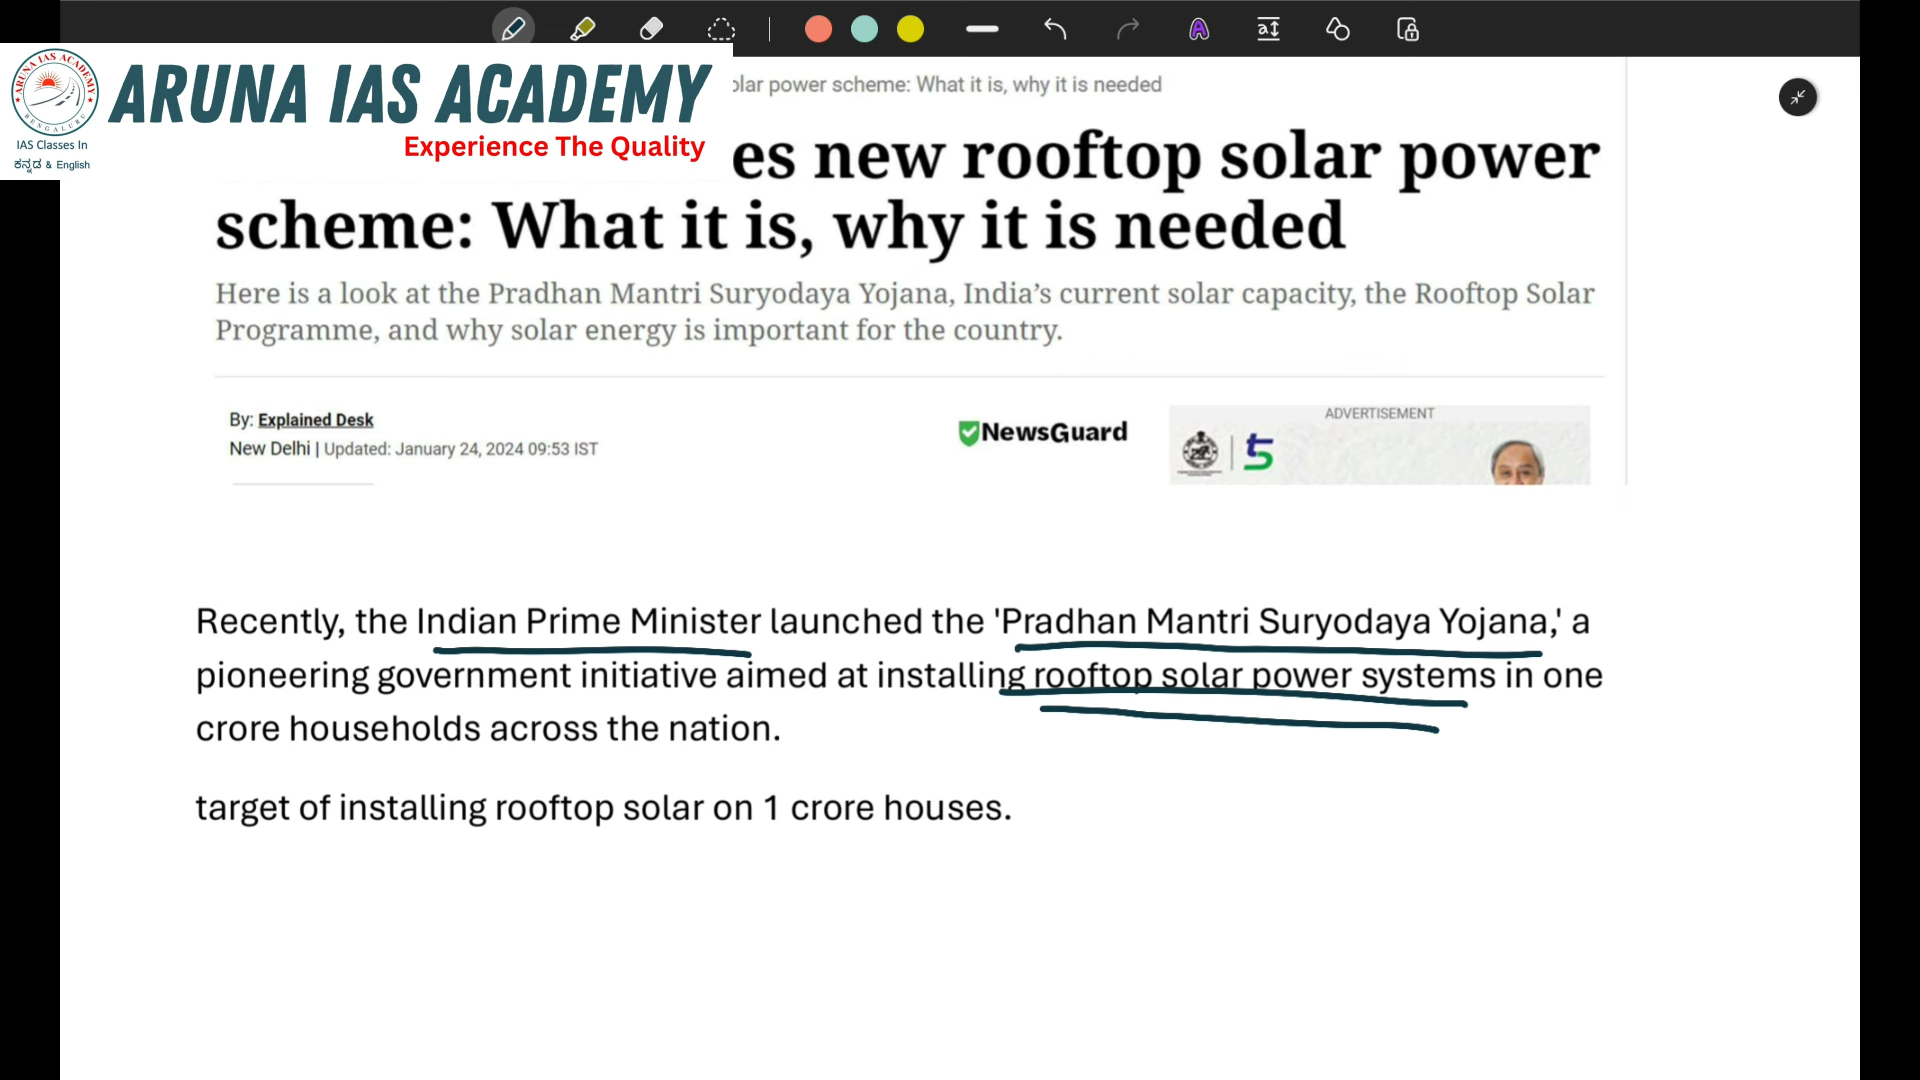 ARUNA IAS ACADEMY
Experience The Quality
ARUNA IAS ACADEMY
BENGALURU
IAS Classes In
ಕನ್ನಡ & English
olar power scheme: What it is, why it is needed
es new rooftop solar power
scheme: What it is, why it is needed
Here is a look at the Pradhan Mantri Suryodaya Yojana, India’s current solar capacity, the Rooftop Solar
Programme, and why solar energy is important for the country.
By: Explained Desk
New Delhi | Updated: January 24, 2024 09:53 IST
NewsGuard
ADVERTISEMENT
5
Recently, the Indian Prime Minister launched the 'Pradhan Mantri Suryodaya Yojana,' a
pioneering government initiative aimed at installing rooftop solar power systems in one
crore households across the nation.
target of installing rooftop solar on 1 crore houses.